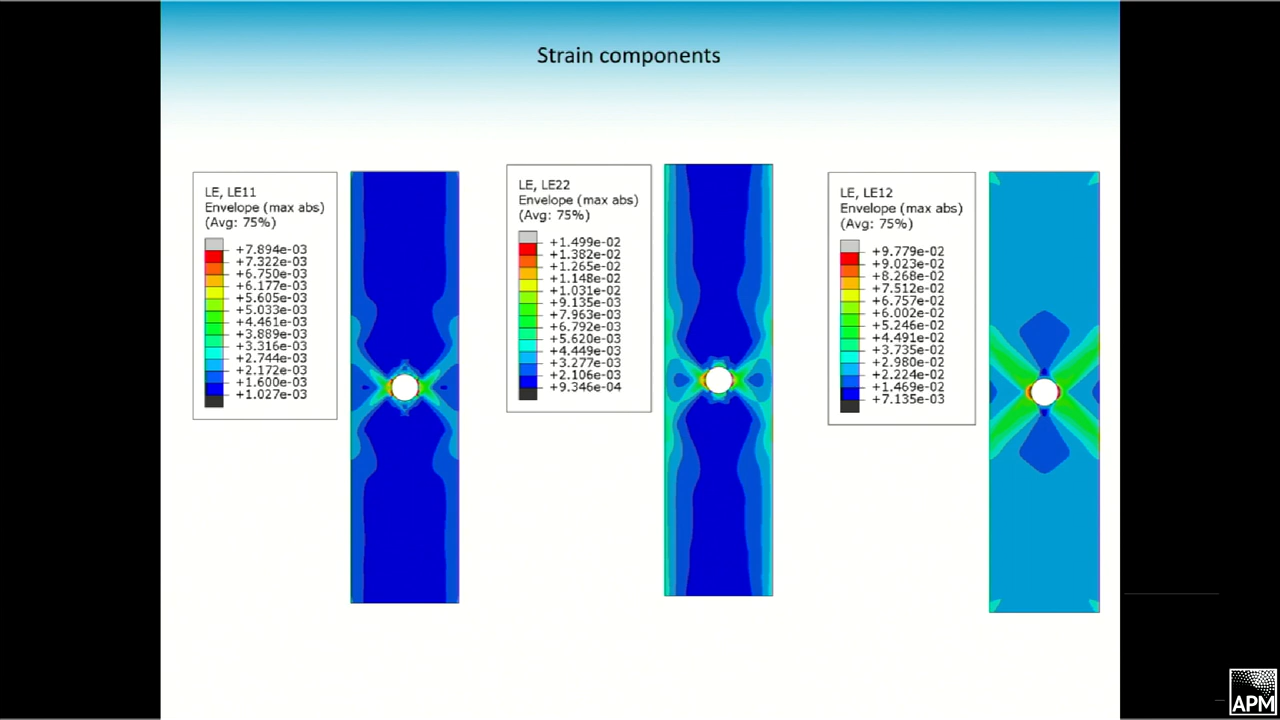 Strain components
LE, LE11
Envelope (max abs)
(Avg: 75%)
+7.894e-03
+7.322e-03
+6.750e-03
+6.177e-03
+5.605e-03
+5.033e-03
+4.461e-03
+3.889e-03
+3.316e-03
+2.744e-03
+2.172e-03
+1.600e-03
+1.027e-03
LE, LE22
Envelope (max abs)
(Avg: 75%)
+1.499e-02
+1.382e-02
+1.265e-02
+1.148e-02
+1.031e-02
+9.135e-03
+7.963e-03
+6.792e-03
+5.620e-03
+4.449e-03
+3.277e-03
+2.106e-03
+9.346e-04
LE, LE12
Envelope (max abs)
(Avg: 75%)
+9.779e-02
+9.023e-02
+8.268e-02
+7.512e-02
+6.757e-02
+6.002e-02
+5.246e-02
+4.491e-02
+3.735e-02
+2.980e-02
+2.224e-02
+1.469e-02
+7.135e-03
APM